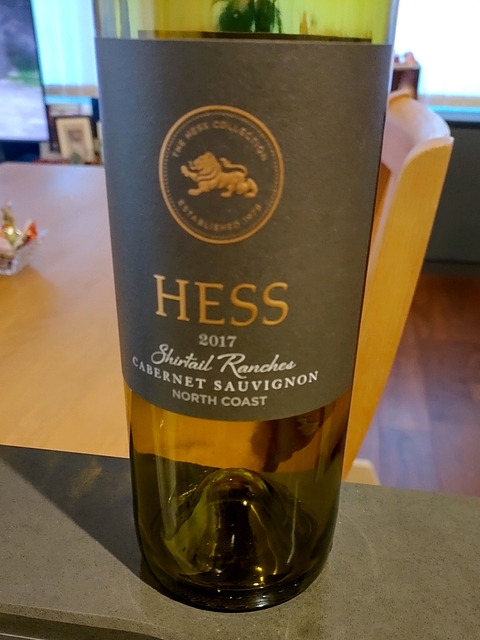 THE HESS COLLECTION
ESTABLISHED 1978
HESS
2017
Shirtail Ranches
CABERNET SAUVIGNON
NORTH COAST